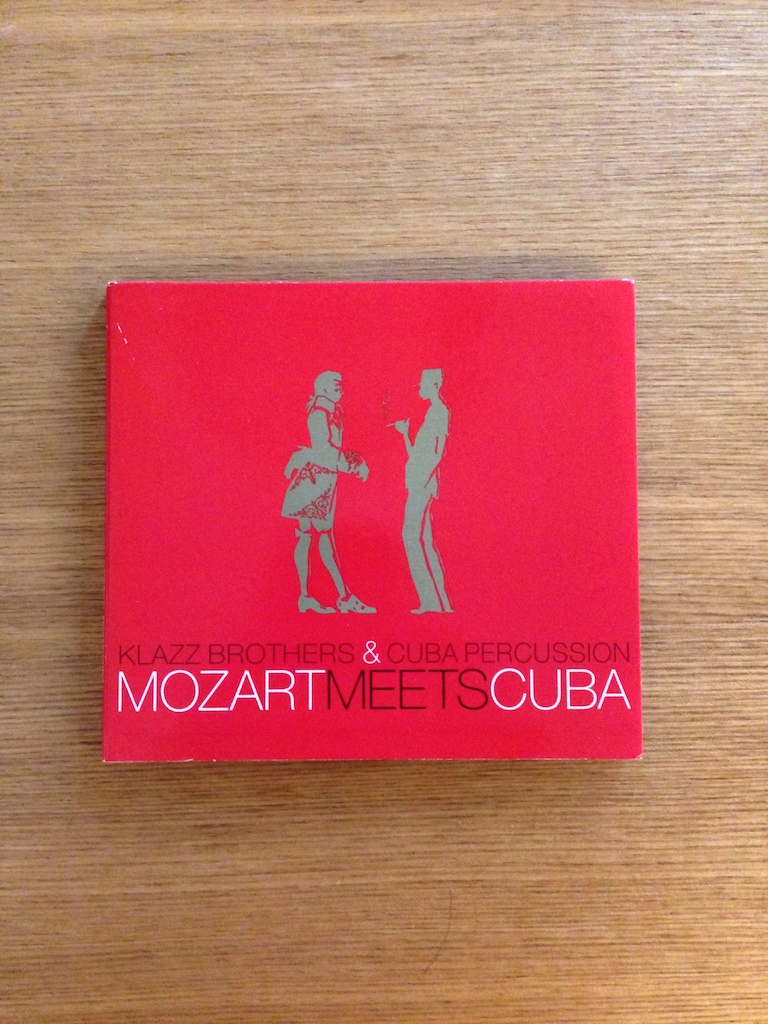 KLAZZ BROTHERS & CUBA PERCUSSION
MOZARTMEETSCUBA